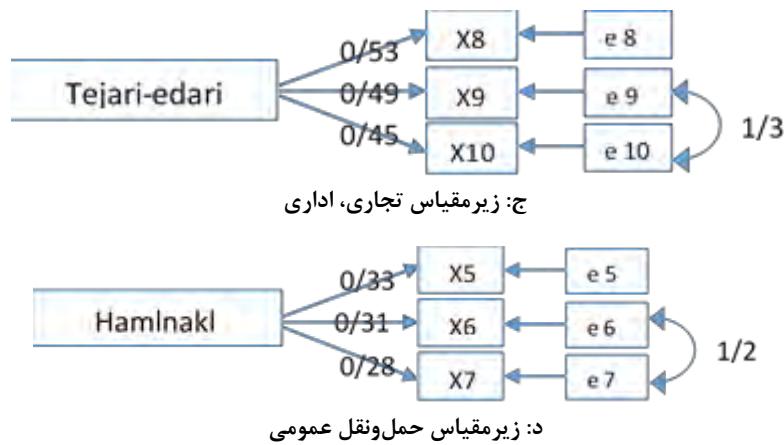 0/53 X8 e 8
Tejari-edari 0/49 X9 e 9
0/45 X10 e 10 1/3
ج: زیرمقیاس تجاری، اداری
0/33 X5 e 5
Hamlnakl 0/31 X6 e 6
0/28 X7 e 7 1/2
د: زیرمقیاس حمل‌ونقل عمومی